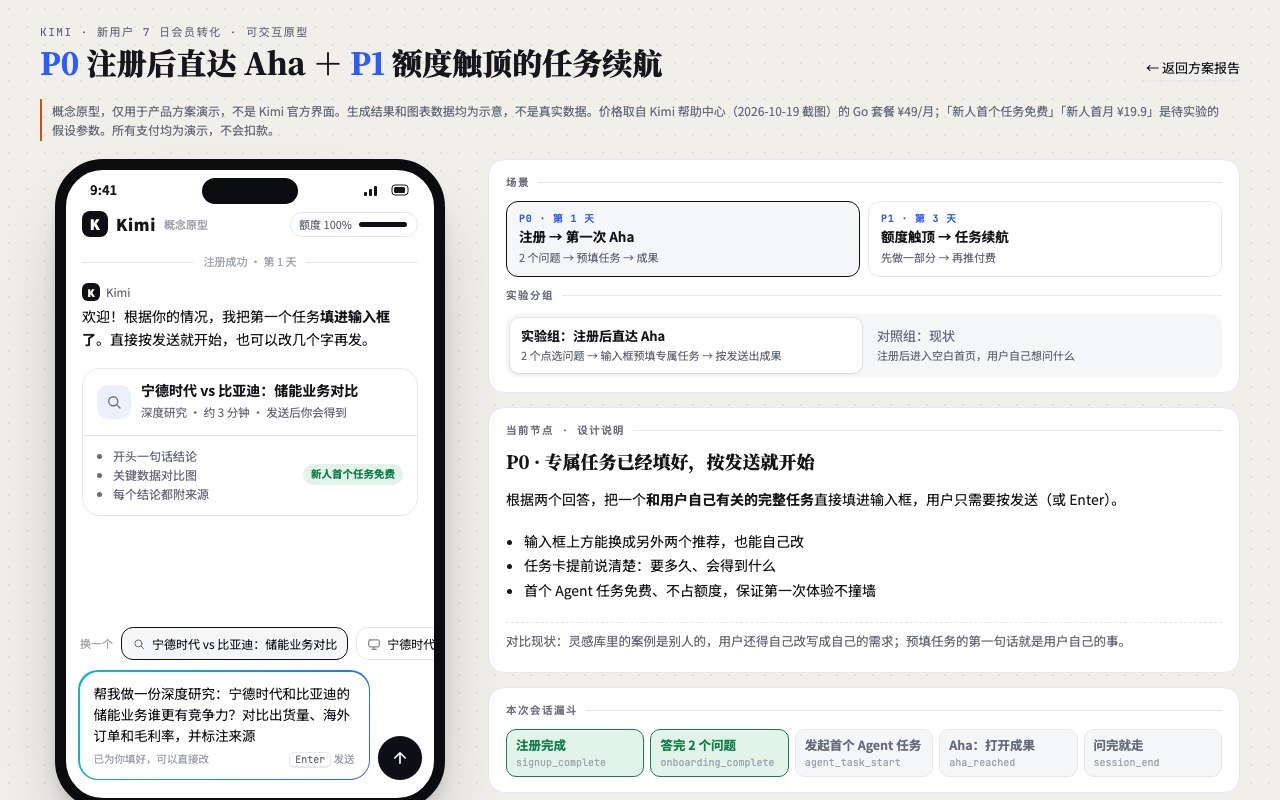 KIMI · 新用户 7 日会员转化 · 可交互原型
P0 注册后直达 Aha ＋ P1 额度触顶的任务续航
← 返回方案报告
概念原型，仅用于产品方案演示，不是 Kimi 官方界面。生成结果和图表数据均为示意，不是真实数据。价格取自 Kimi 帮助中心（2026-10-19 截图）的 Go 套餐 ¥49/月；「新人首个任务免费」「新人首月 ¥19.9」是待实验的
假设参数。所有支付均为演示，不会扣款。
9:41
K Kimi 概念原型
额度 100%
注册成功 · 第 1 天
K Kimi
欢迎！根据你的情况，我把第一个任务填进输入框
了。直接按发送就开始，也可以改几个字再发。
宁德时代 vs 比亚迪：储能业务对比
深度研究 · 约 3 分钟 · 发送后你会得到
开头一句话结论
关键数据对比图
每个结论都附来源
新人首个任务免费
换一个
宁德时代 vs 比亚迪：储能业务对比
宁德时代
帮我做一份深度研究：宁德时代和比亚迪的
储能业务谁更有竞争力？对比出货量、海外
订单和毛利率，并标注来源
已为你填好，可以直接改
Enter 发送
场景
P0 · 第 1 天
注册 → 第一次 Aha
2 个问题 → 预填任务 → 成果
P1 · 第 3 天
额度触顶 → 任务续航
先做一部分 → 再推付费
实验分组
实验组：注册后直达 Aha
2 个点选问题 → 输入框预填专属任务 → 按发送出成果
对照组：现状
注册后进入空白首页，用户自己想问什么
当前节点 · 设计说明
P0 · 专属任务已经填好，按发送就开始
根据两个回答，把一个和用户自己有关的完整任务直接填进输入框，用户只需要按发送（或 Enter）。
输入框上方能换成另外两个推荐，也能自己改
任务卡提前说清楚：要多久、会得到什么
首个 Agent 任务免费、不占额度，保证第一次体验不撞墙
对比现状：灵感库里的案例是别人的，用户还得自己改写成自己的需求；预填任务的第一句话就是用户自己的事。
本次会话漏斗
注册完成
signup_complete
答完 2 个问题
onboarding_complete
发起首个 Agent 任务
agent_task_start
Aha：打开成果
aha_reached
问完就走
session_end